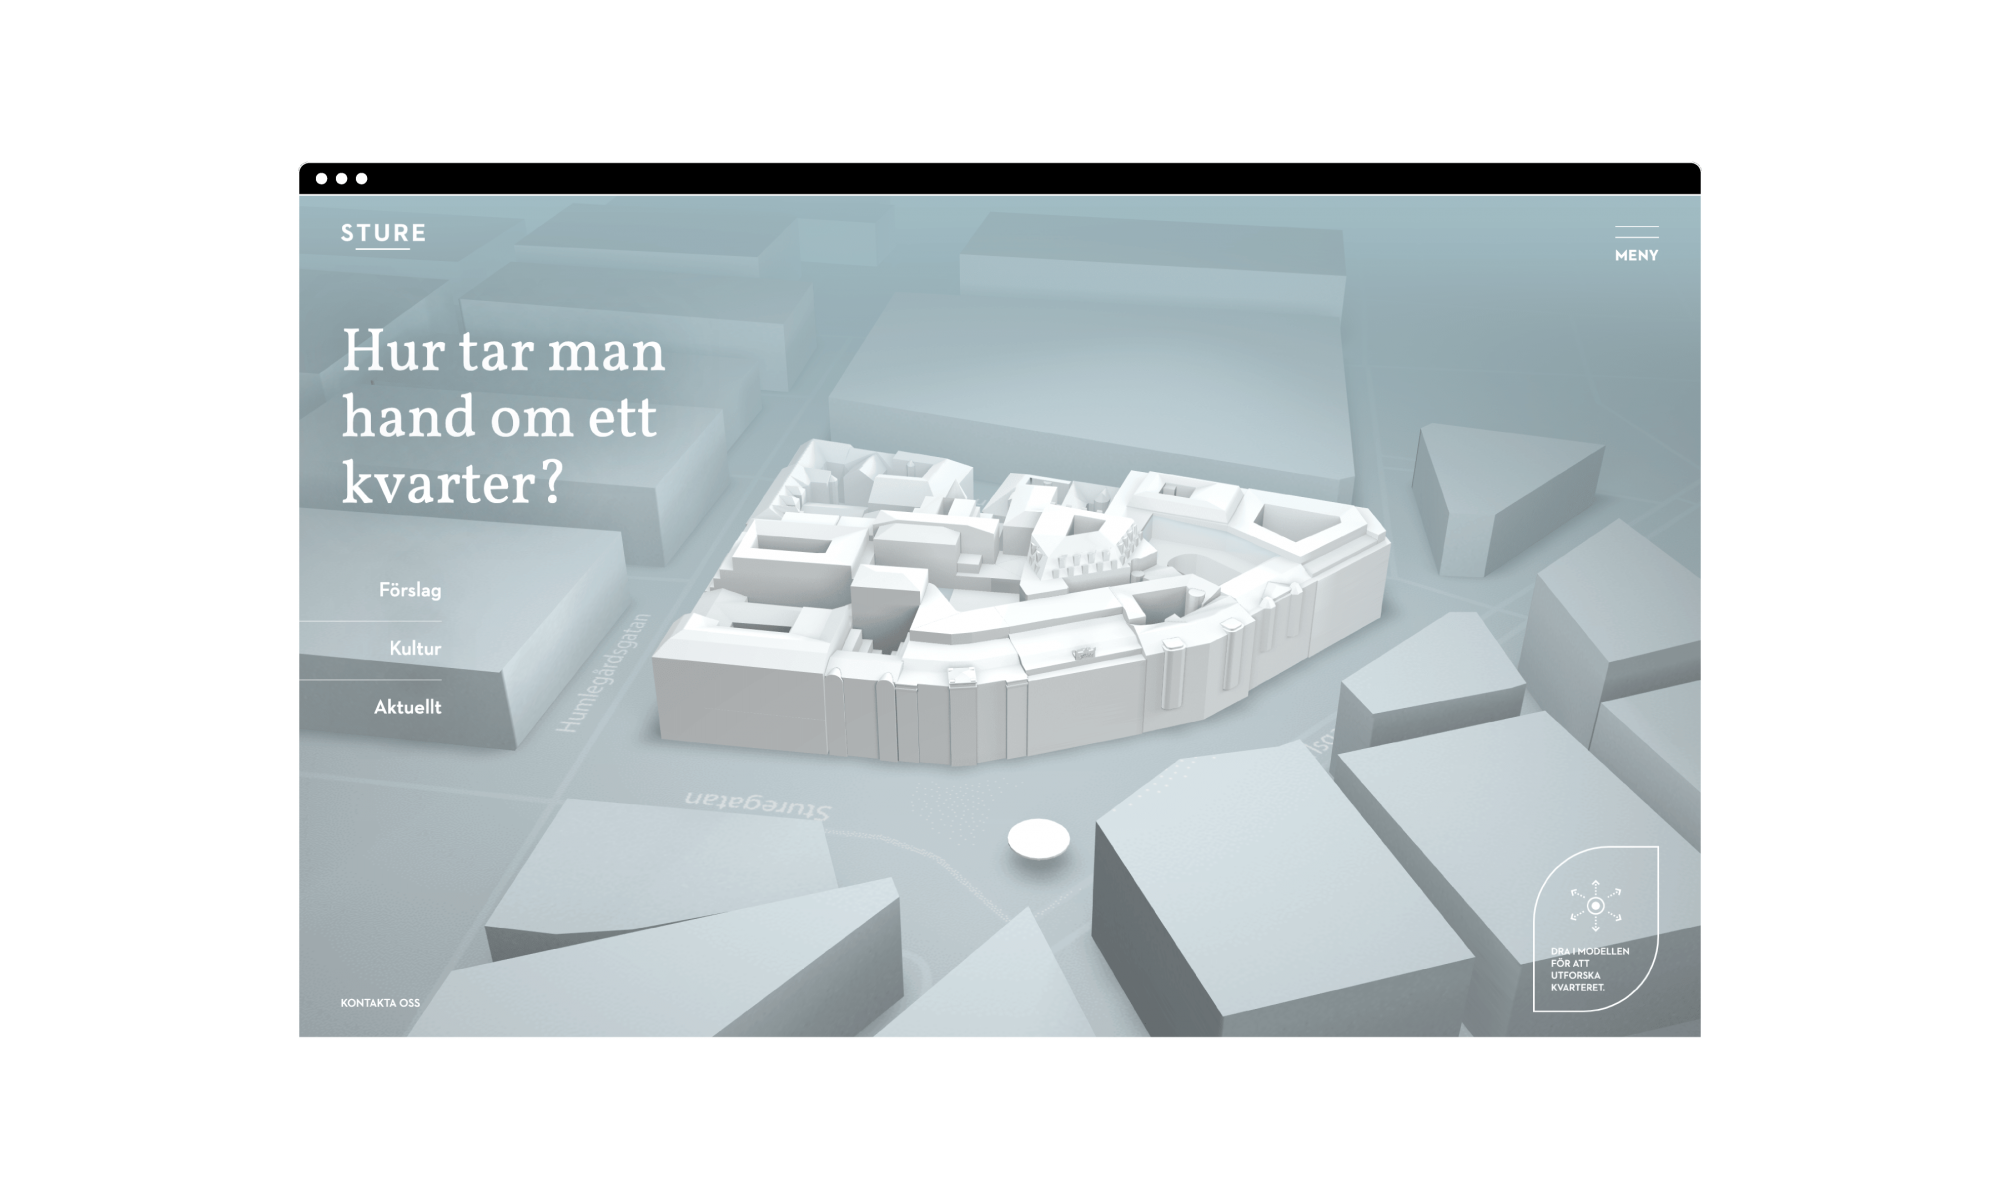 STURE
MENY
Hur tar man
hand om ett
kvarter?
Förslag
Kultur
Aktuellt
Humlegårdsgatan
Sturegatan
DRA I MODELLEN
FÖR ATT
UTFORSKA
KVARTERET.
KONTAKTA OSS